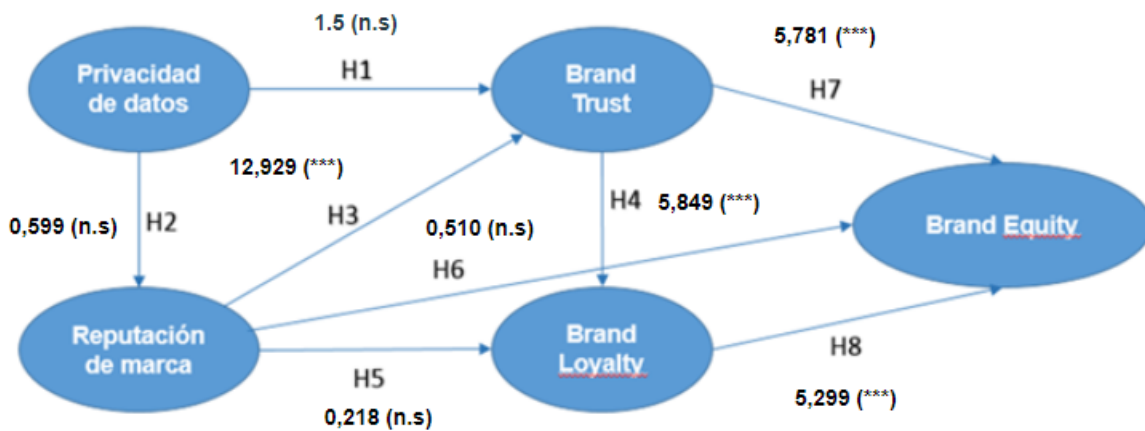 1.5 (n.s)
5,781 (***)
Privacidad
de datos
H1
Brand
Trust
H7
12,929 (***)
0,599 (n.s)
H2
H3
0,510 (n.s)
H4
5,849 (***)
Brand Equity
H6
Reputación
de marca
H5
Brand
Loyalty
H8
0,218 (n.s)
5,299 (***)